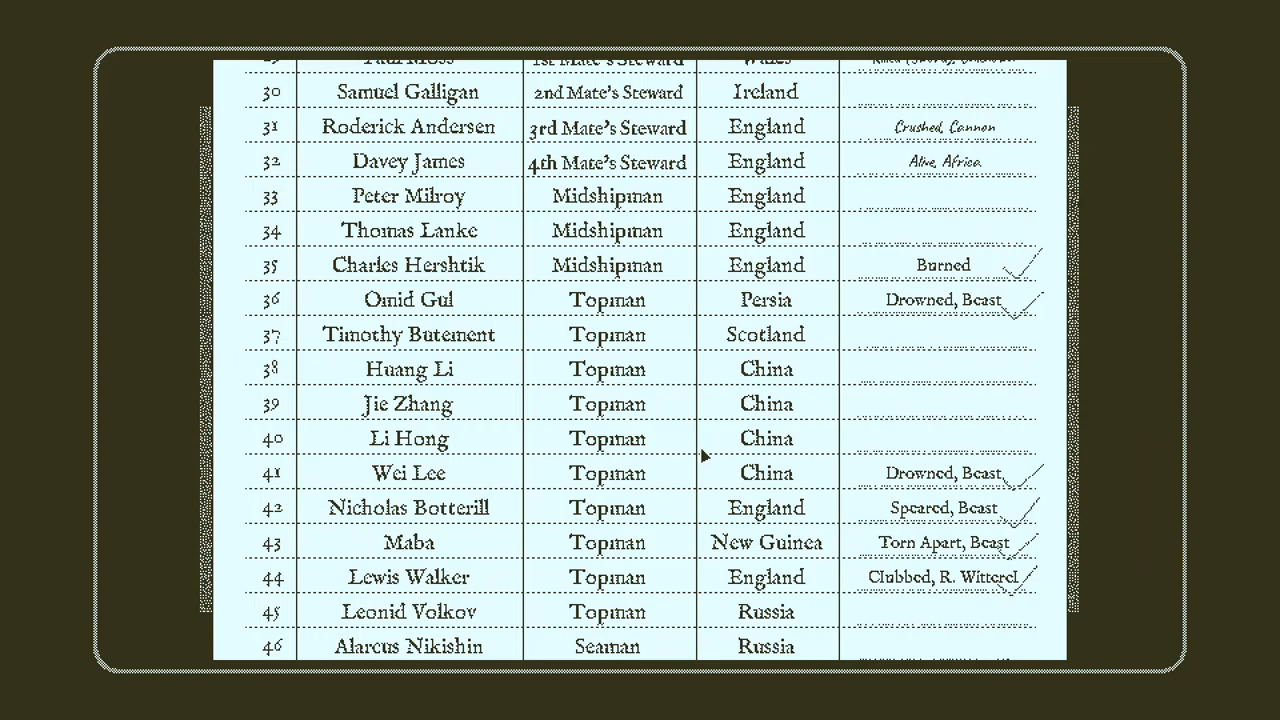 30 Samuel Galligan 2nd Mate's Steward Ireland
31 Roderick Andersen 3rd Mate's Steward England Crushed, Cannon
32 Davey James 4th Mate's Steward England Alive, Africa
33 Peter Milroy Midshipman England
34 Thomas Lanke Midshipman England
35 Charles Hershtik Midshipman England Burned
36 Omid Gul Topman Persia Drowned, Beast
37 Timothy Butement Topman Scotland
38 Huang Li Topman China
39 Jie Zhang Topman China
40 Li Hong Topman China
41 Wei Lee Topman China Drowned, Beast
42 Nicholas Botterill Topman England Speared, Beast
43 Maba Topman New Guinea Torn Apart, Beast
44 Lewis Walker Topman England Clubbed, R. Witterel
45 Leonid Volkov Topman Russia
46 Alarcus Nikishin Seaman Russia